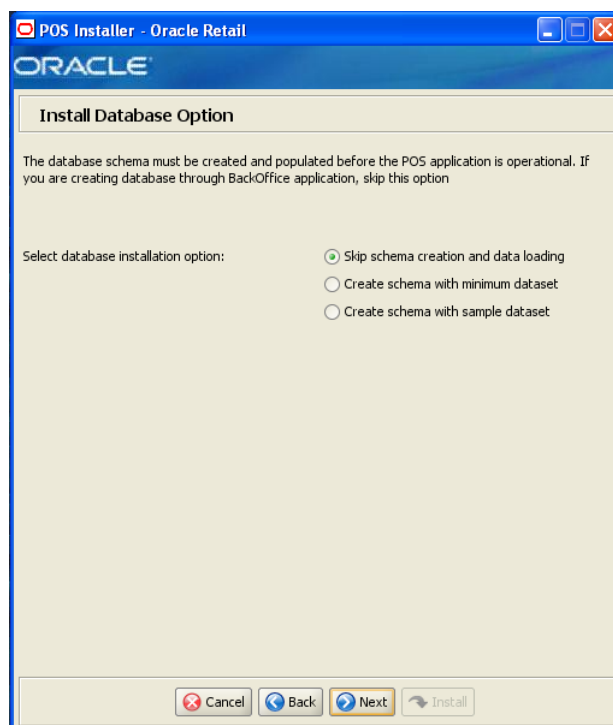 POS Installer - Oracle Retail
ORACLE
Install Database Option
The database schema must be created and populated before the POS application is operational. If
you are creating database through BackOffice application, skip this option
Select database installation option:
Skip schema creation and data loading
Create schema with minimum dataset
Create schema with sample dataset
Cancel
Back
Next
Install